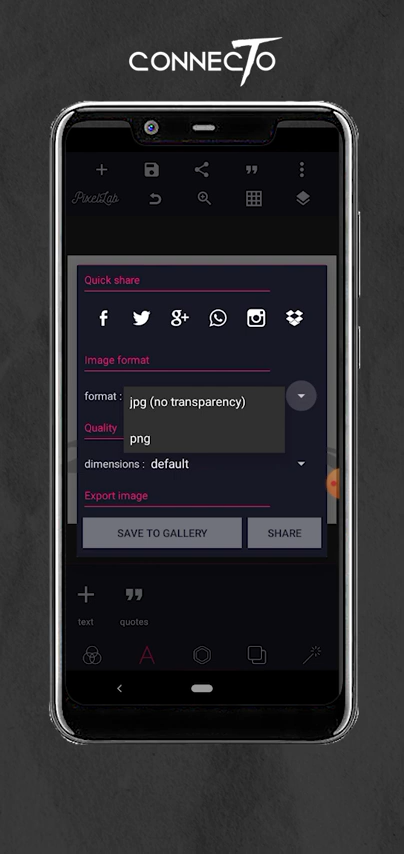 CONNECTO
PixelLab
Quick share
g+
Image format
format :
jpg (no transparency)
png
Quality
dimensions : default
Export image
SAVE TO GALLERY
SHARE
text
quotes